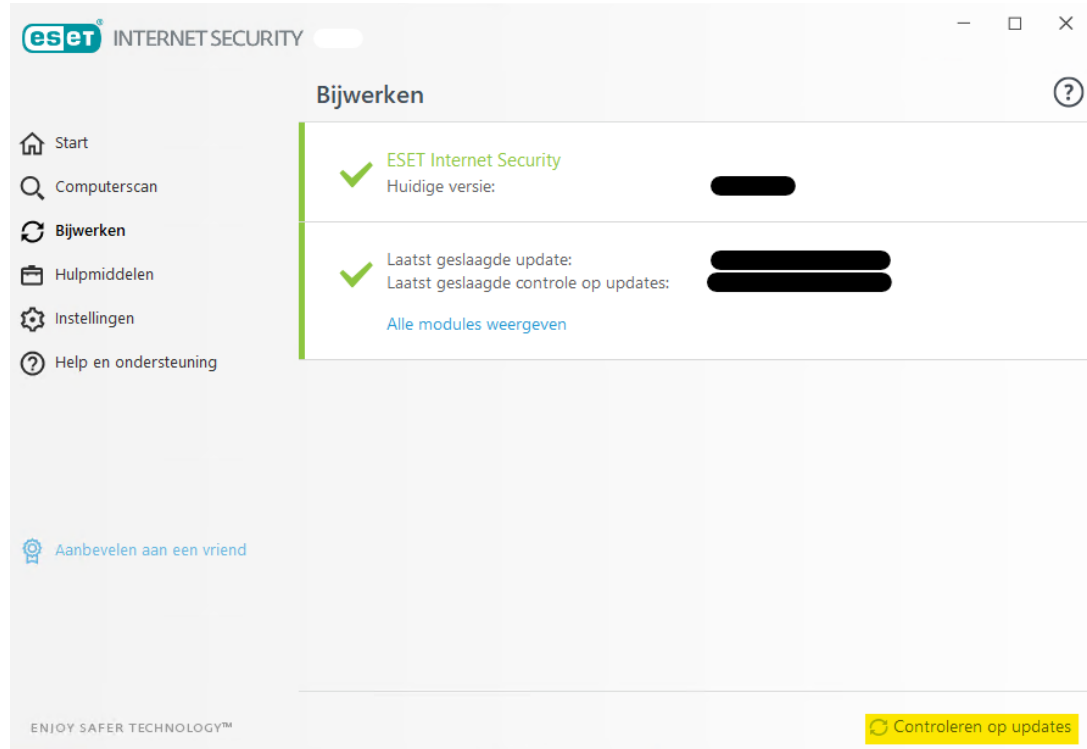 eset® INTERNET SECURITY
Bijwerken
Start
Computerscan
Bijwerken
Hulpmiddelen
Instellingen
Help en ondersteuning
Aanbevelen aan een vriend
ESET Internet Security
Huidige versie:
Laatst geslaagde update:
Laatst geslaagde controle op updates:
Alle modules weergeven
ENJOY SAFER TECHNOLOGY™
Controleren op updates